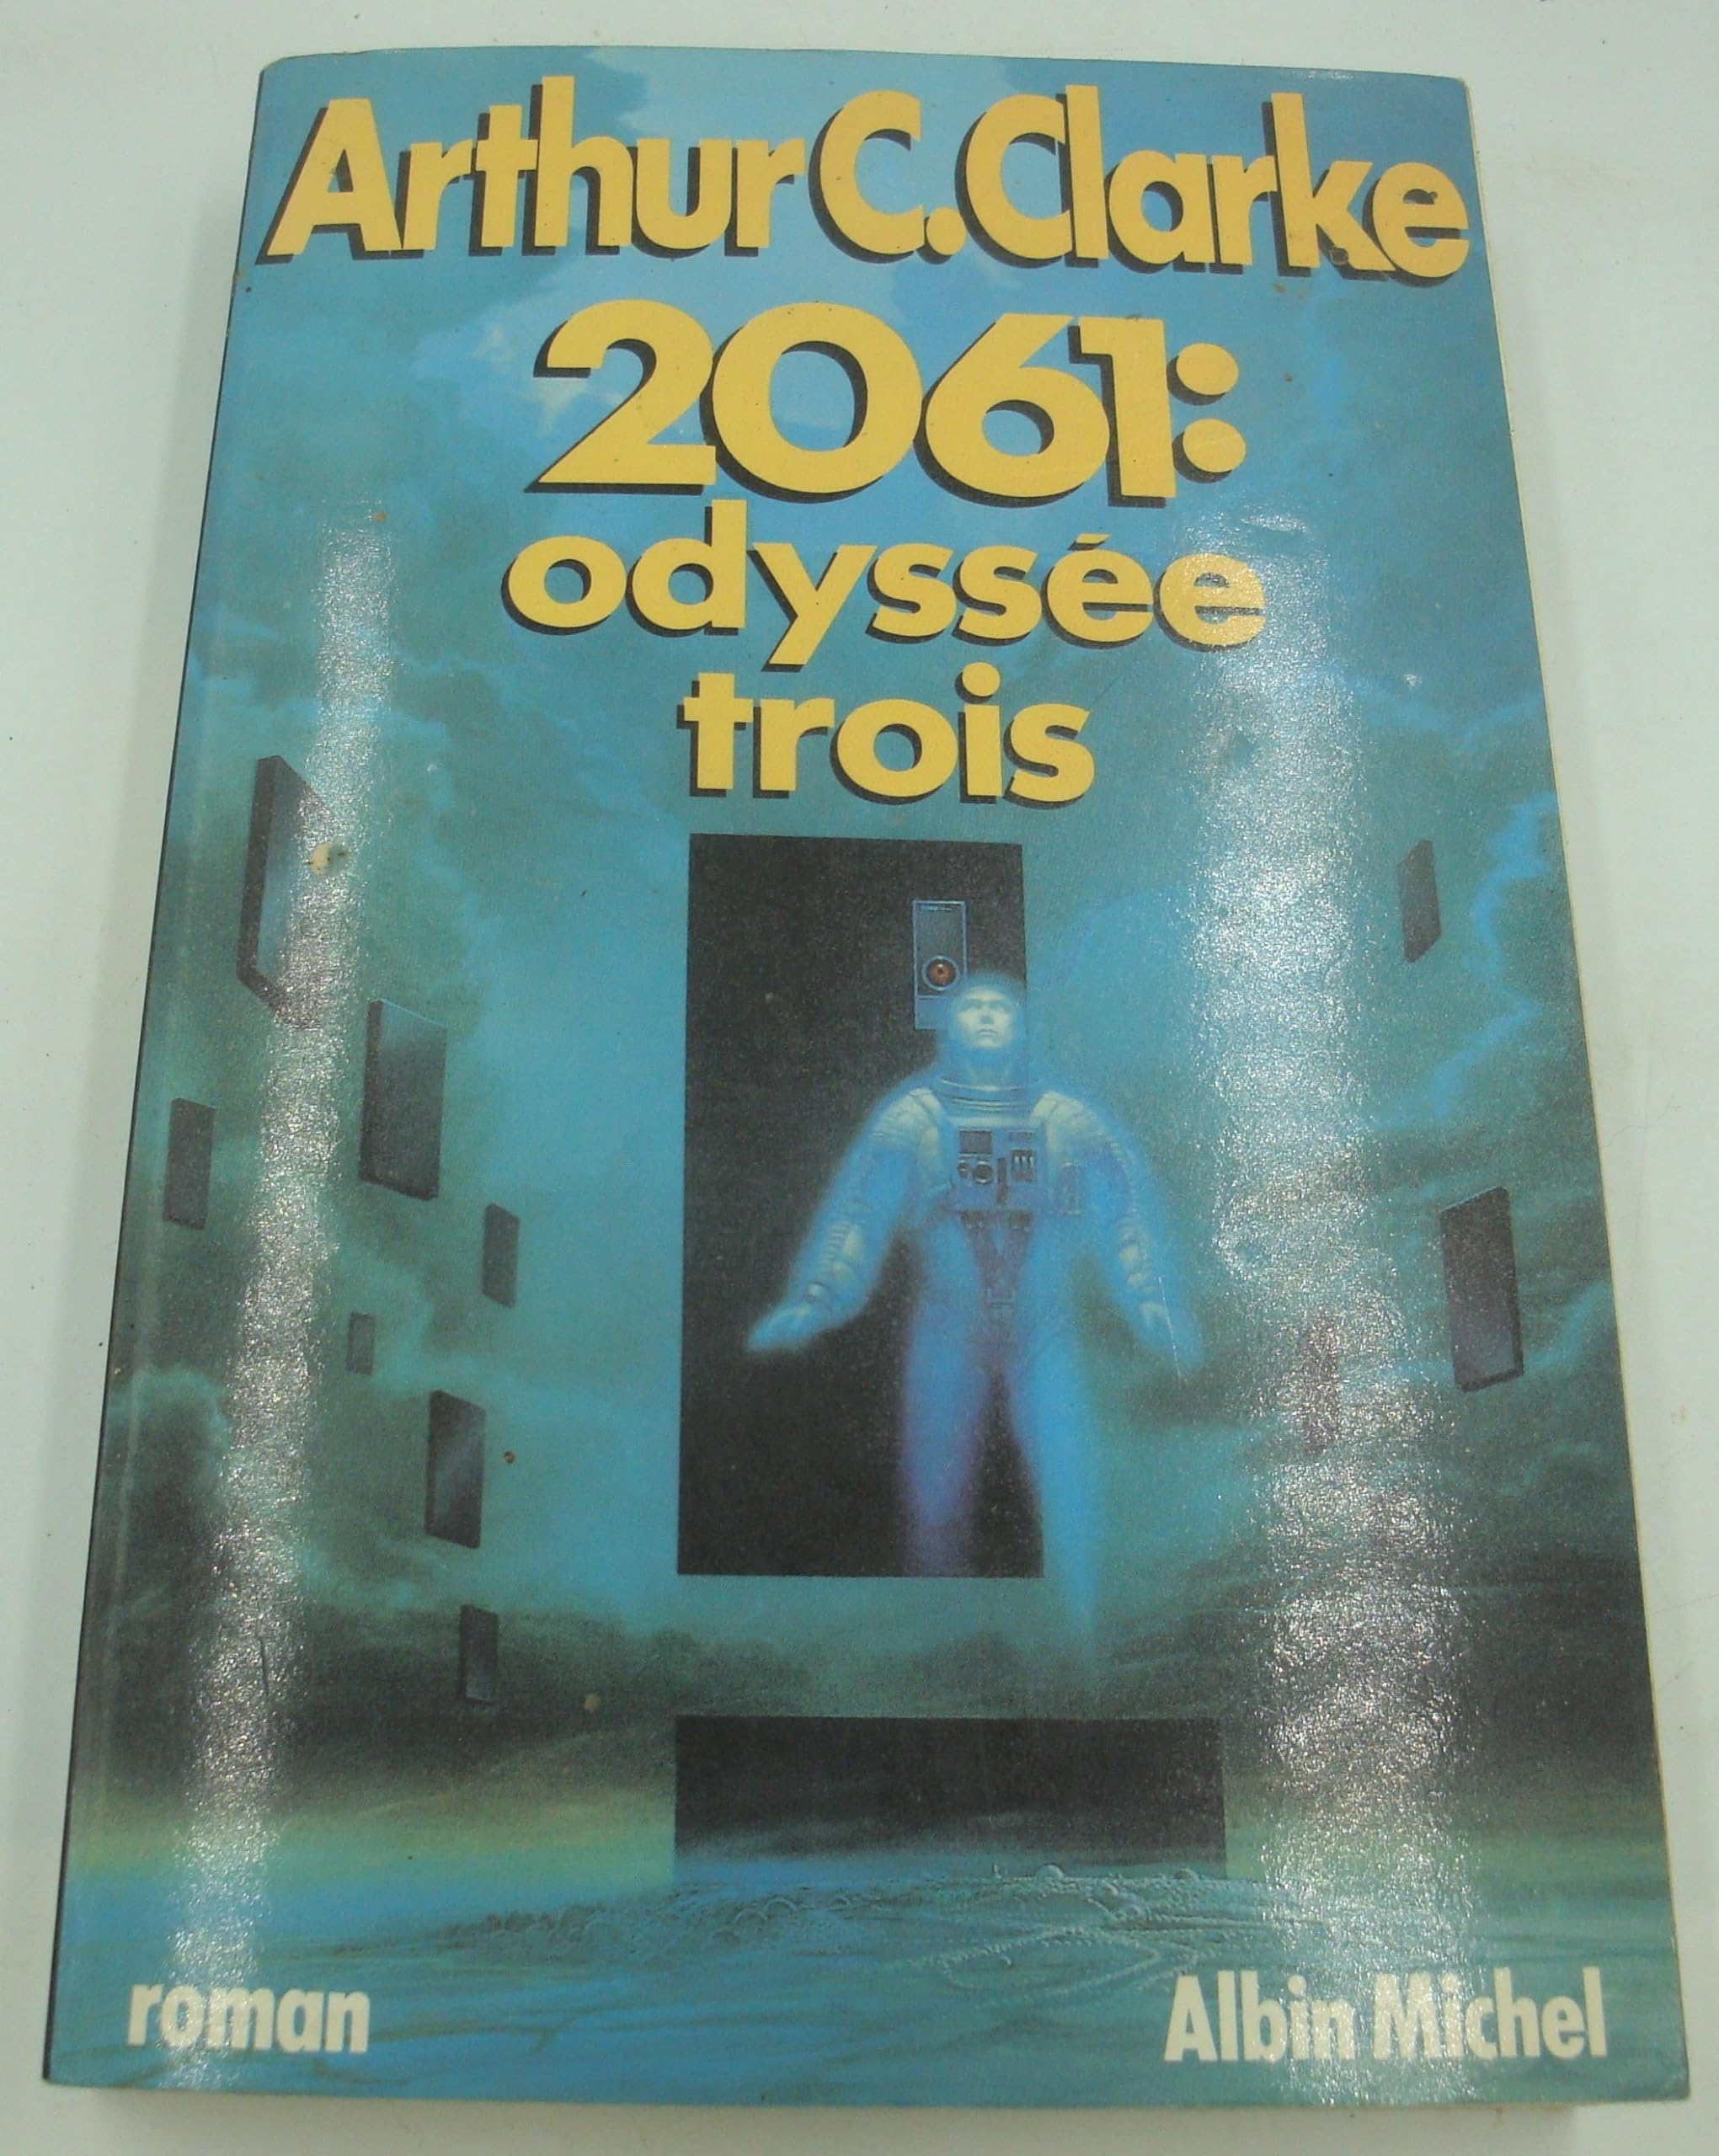 Arthur C. Clarke
2061:
odyssée
trois
roman
Albin Michel